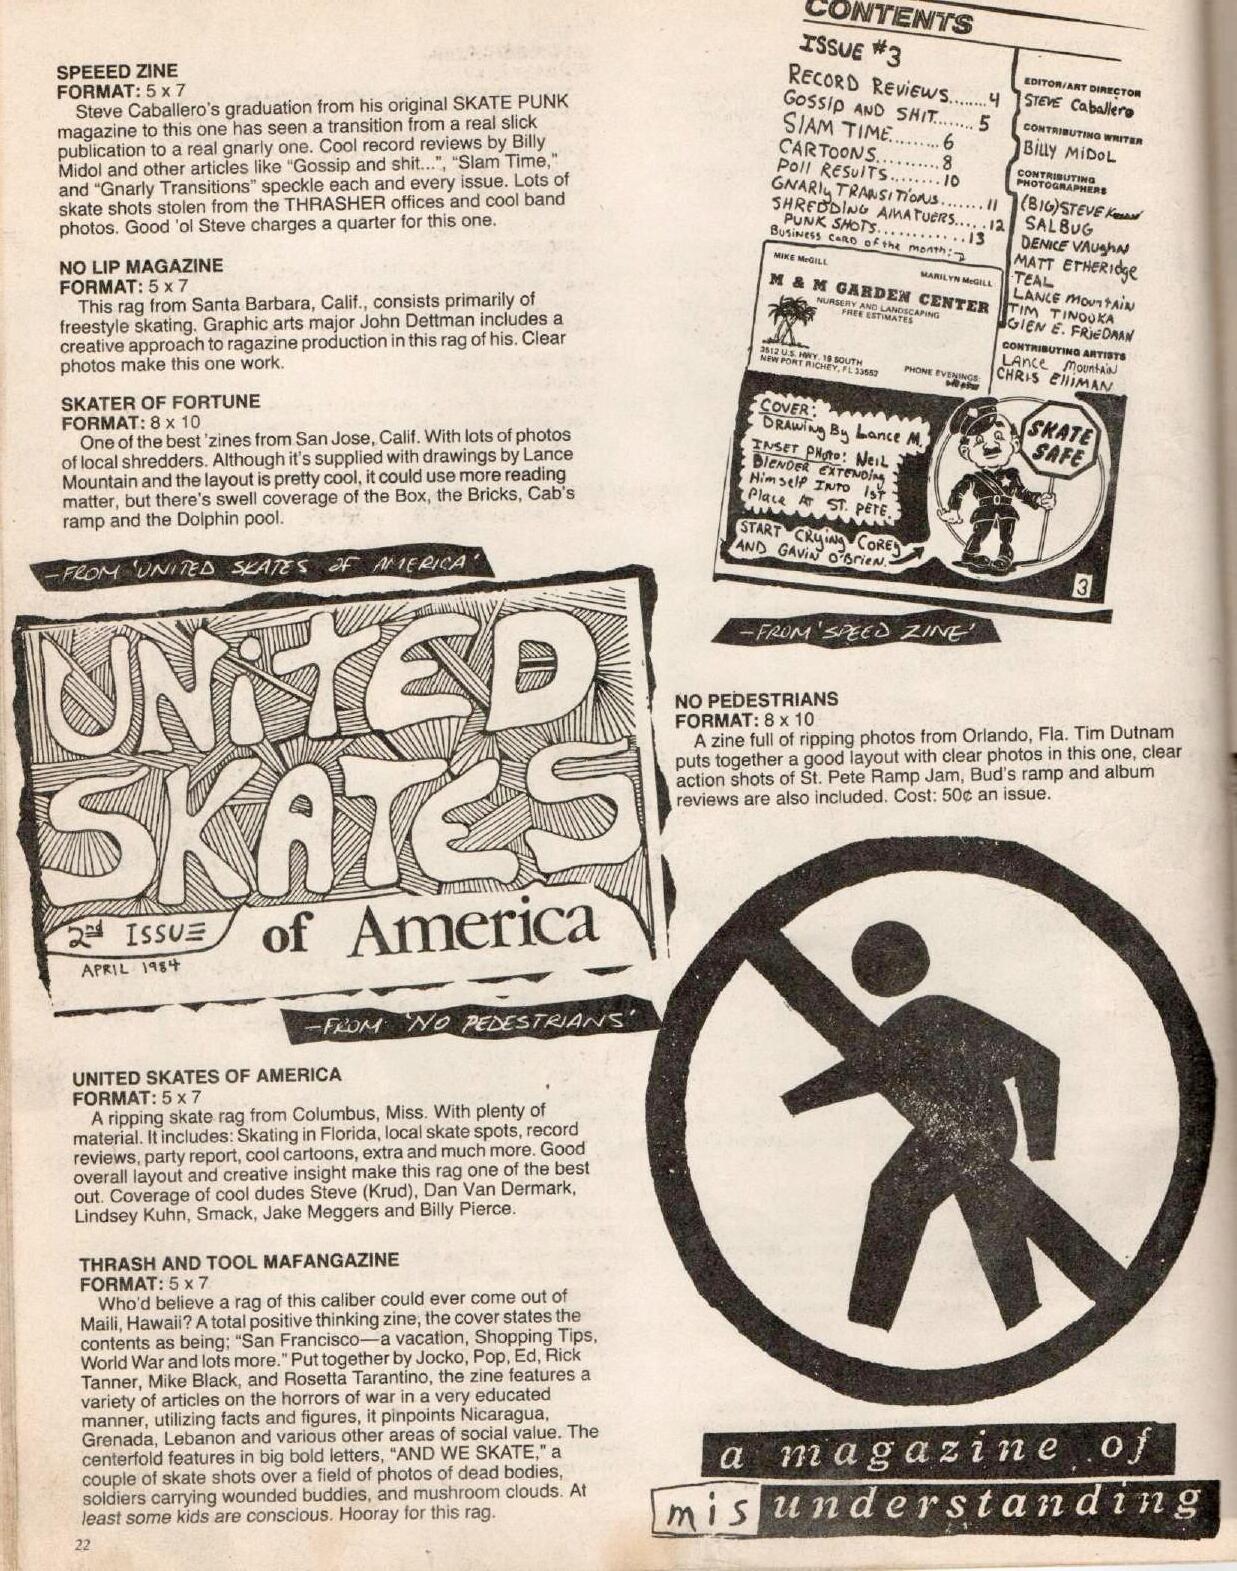 SPEEED ZINE
FORMAT: 5 x 7
Steve Caballero's graduation from his original SKATE PUNK
magazine to this one has seen a transition from a real slick
publication to a real gnarly one. Cool record reviews by Billy
Midol and other articles like "Gossip and shit...", "Slam Time,"
and "Gnarly Transitions" speckle each and every issue. Lots of
skate shots stolen from the THRASHER offices and cool band
photos. Good 'ol Steve charges a quarter for this one.
NO LIP MAGAZINE
FORMAT: 5 x 7
This rag from Santa Barbara, Calif., consists primarily of
freestyle skating. Graphic arts major John Dettman includes a
creative approach to ragazine production in this rag of his. Clear
photos make this one work.
SKATER OF FORTUNE
FORMAT: 8 x 10
One of the best 'zines from San Jose, Calif. With lots of photos
of local shredders. Although it's supplied with drawings by Lance
Mountain and the layout is pretty cool, it could use more reading
matter, but there's swell coverage of the Box, the Bricks, Cab's
ramp and the Dolphin pool.
-FROM 'UNITED SKATES OF AMERICA'
UNiTED
SKATES
of America
2nd ISSUE
APRIL 1984
-FROM 'NO PEDESTRIANS'
UNITED SKATES OF AMERICA
FORMAT: 5 x 7
A ripping skate rag from Columbus, Miss. With plenty of
material. It includes: Skating in Florida, local skate spots, record
reviews, party report, cool cartoons, extra and much more. Good
overall layout and creative insight make this rag one of the best
out. Coverage of cool dudes Steve (Krud), Dan Van Dermark,
Lindsey Kuhn, Smack, Jake Meggers and Billy Pierce.
THRASH AND TOOL MAFANGAZINE
FORMAT: 5 x 7
Who'd believe a rag of this caliber could ever come out of
Maili, Hawaii? A total positive thinking zine, the cover states the
contents as being; "San Francisco—a vacation, Shopping Tips,
World War and lots more." Put together by Jocko, Pop, Ed, Rick
Tanner, Mike Black, and Rosetta Tarantino, the zine features a
variety of articles on the horrors of war in a very educated
manner, utilizing facts and figures, it pinpoints Nicaragua,
Grenada, Lebanon and various other areas of social value. The
centerfold features in big bold letters, "AND WE SKATE," a
couple of skate shots over a field of photos of dead bodies,
soldiers carrying wounded buddies, and mushroom clouds. At
least some kids are conscious. Hooray for this rag.
22
CONTENTS
ISSUE #3
RECORD REVIEWS........4
GOSSIP AND SHIT........5
SLAM TIME.........6
CARTOONS.........8
Poll RESULTS........10
GNARLY TRANSITIONS.......11
SHREDDING AMATUERS.....12
PUNK SHOTS...........13
BUSINESS CARD of the month:
MIKE McGILL
MARILYN McGILL
M & M GARDEN CENTER
NURSERY AND LANDSCAPING
FREE ESTIMATES
3512 U.S. HWY. 19 SOUTH
NEW PORT RICHEY, FL 33552
PHONE EVENINGS:
EDITOR/ART DIRECTOR
STEVE Caballero
CONTRIBUTING WRITER
Billy MiDoL
CONTRIBUTING
PHOTOGRAPHERS
(BIG)STEVE
SALBUG
DENICE VAughN
MATT ETHERidge
TEAL
LANCE Mountain
TIM TINOOKA
GLEN E. FRiEDMAN
CONTRIBUTING ARTISTS
LAnce Mountain
CHRIS EllIMAN
COVER:
DRAWing By Lance M.
INSET PHOTO: NEIL
BLENDER EXTENDing
Himself INTO 1ST
Place AT ST. PETE.
START CRying COREY
AND GAVIN O'BRIEN.
SKATE
SAFE
3
-FROM 'SPEED ZINE'
NO PEDESTRIANS
FORMAT: 8 x 10
A zine full of ripping photos from Orlando, Fla. Tim Dutnam
puts together a good layout with clear photos in this one, clear
action shots of St. Pete Ramp Jam, Bud's ramp and album
reviews are also included. Cost: 50¢ an issue.
a magazine of
misunderstanding